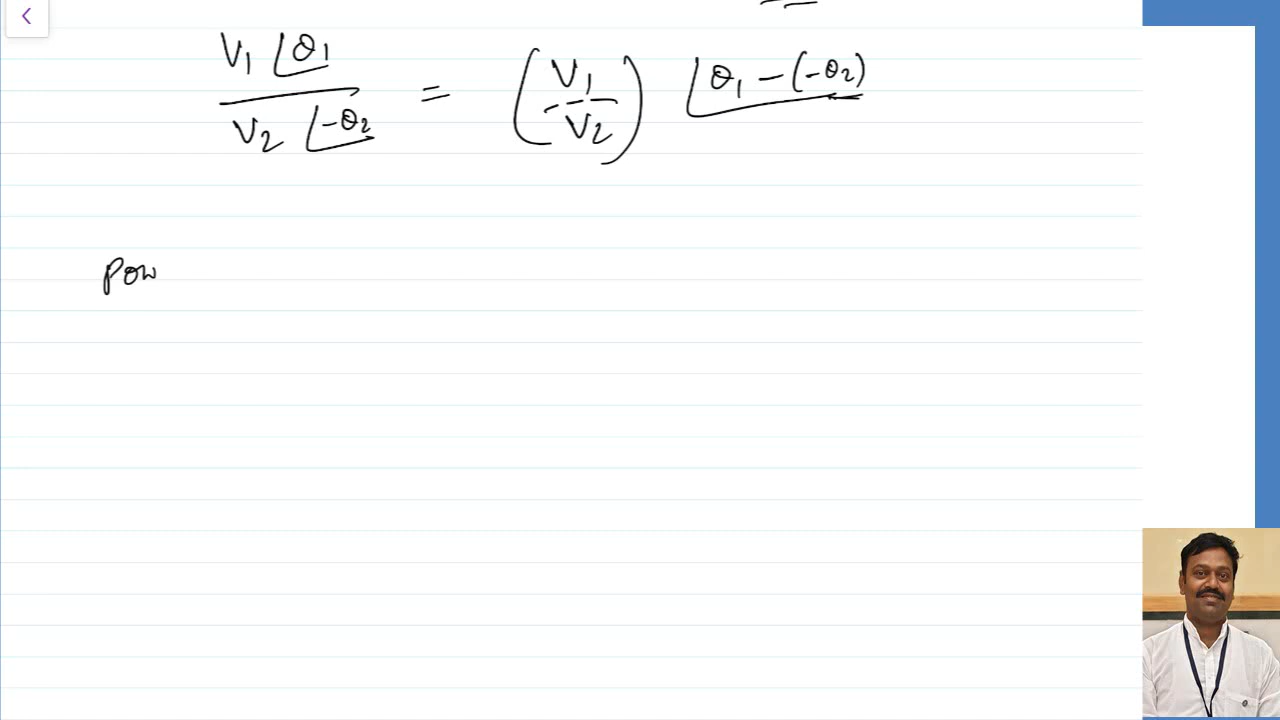 V1 ∠θ1 / V2 ∠-θ2 = (V1 / V2) ∠θ1 - (-θ2)
Pow